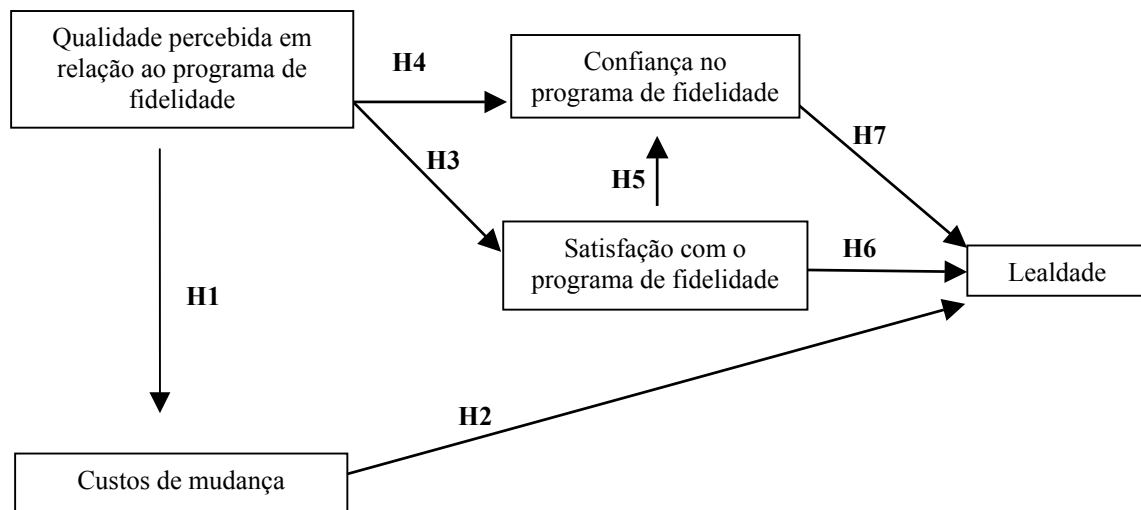 Qualidade percebida em
relação ao programa de
fidelidade
H4
Confiança no
programa de fidelidade
H7
H3
H5
Satisfação com o
programa de fidelidade
H6
Lealdade
H1
H2
Custos de mudança